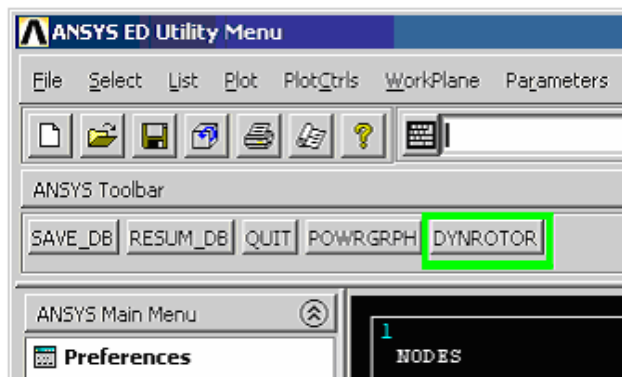 ANSYS ED Utility Menu
File Select List Plot PlotCtrls WorkPlane Parameters
ANSYS Toolbar
SAVE_DB RESUM_DB QUIT POWRGRPH DYNROTOR
ANSYS Main Menu
1
Preferences
NODES